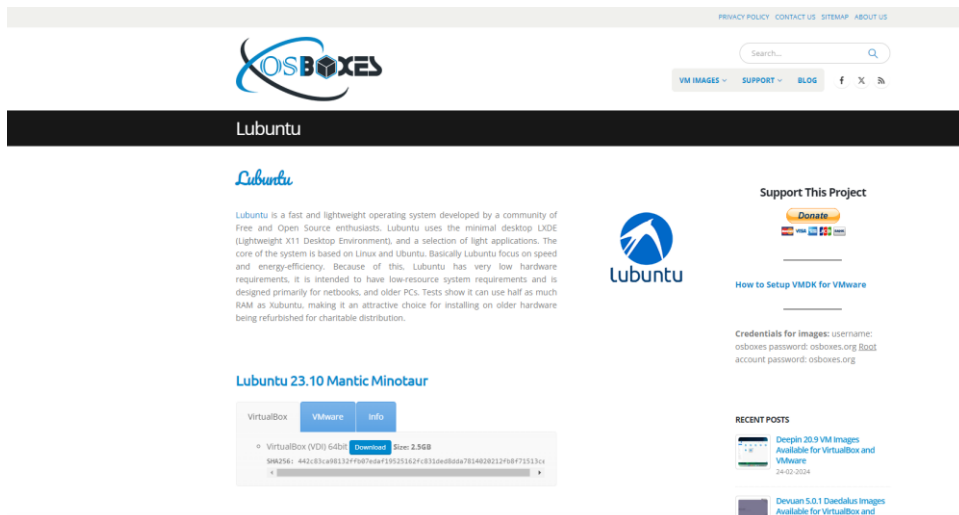 PRIVACY POLICY CONTACT US SITEMAP ABOUT US
OSBOXES
Search...
VM IMAGES SUPPORT BLOG
Lubuntu
Lubuntu
Lubuntu is a fast and lightweight operating system developed by a community of
Free and Open Source enthusiasts. Lubuntu uses the minimal desktop LXDE
(Lightweight X11 Desktop Environment), and a selection of light applications. The
core of the system is based on Linux and Ubuntu. Basically Lubuntu focus on speed
and energy-efficiency. Because of this, Lubuntu has very low hardware
requirements, it is intended to have low-resource system requirements and is
designed primarily for netbooks, and older PCs. Tests show it can use half as much
RAM as Xubuntu, making it an attractive choice for installing on older hardware
being refurbished for charitable distribution.
lubuntu
Lubuntu 23.10 Mantic Minotaur
VirtualBox VMware Info
VirtualBox (VDI) 64bit Download Size: 2.5GB
SHA256:
Support This Project
Donate
How to Setup VMDK for VMware
Credentials for images: username:
osboxes password: osboxes.org Root
account password: osboxes.org
RECENT POSTS
Deepin 20.9 VM Images
Available for VirtualBox and
VMware
24-02-2024
Devuan 5.0.1 Daedalus Images
Available for VirtualBox and